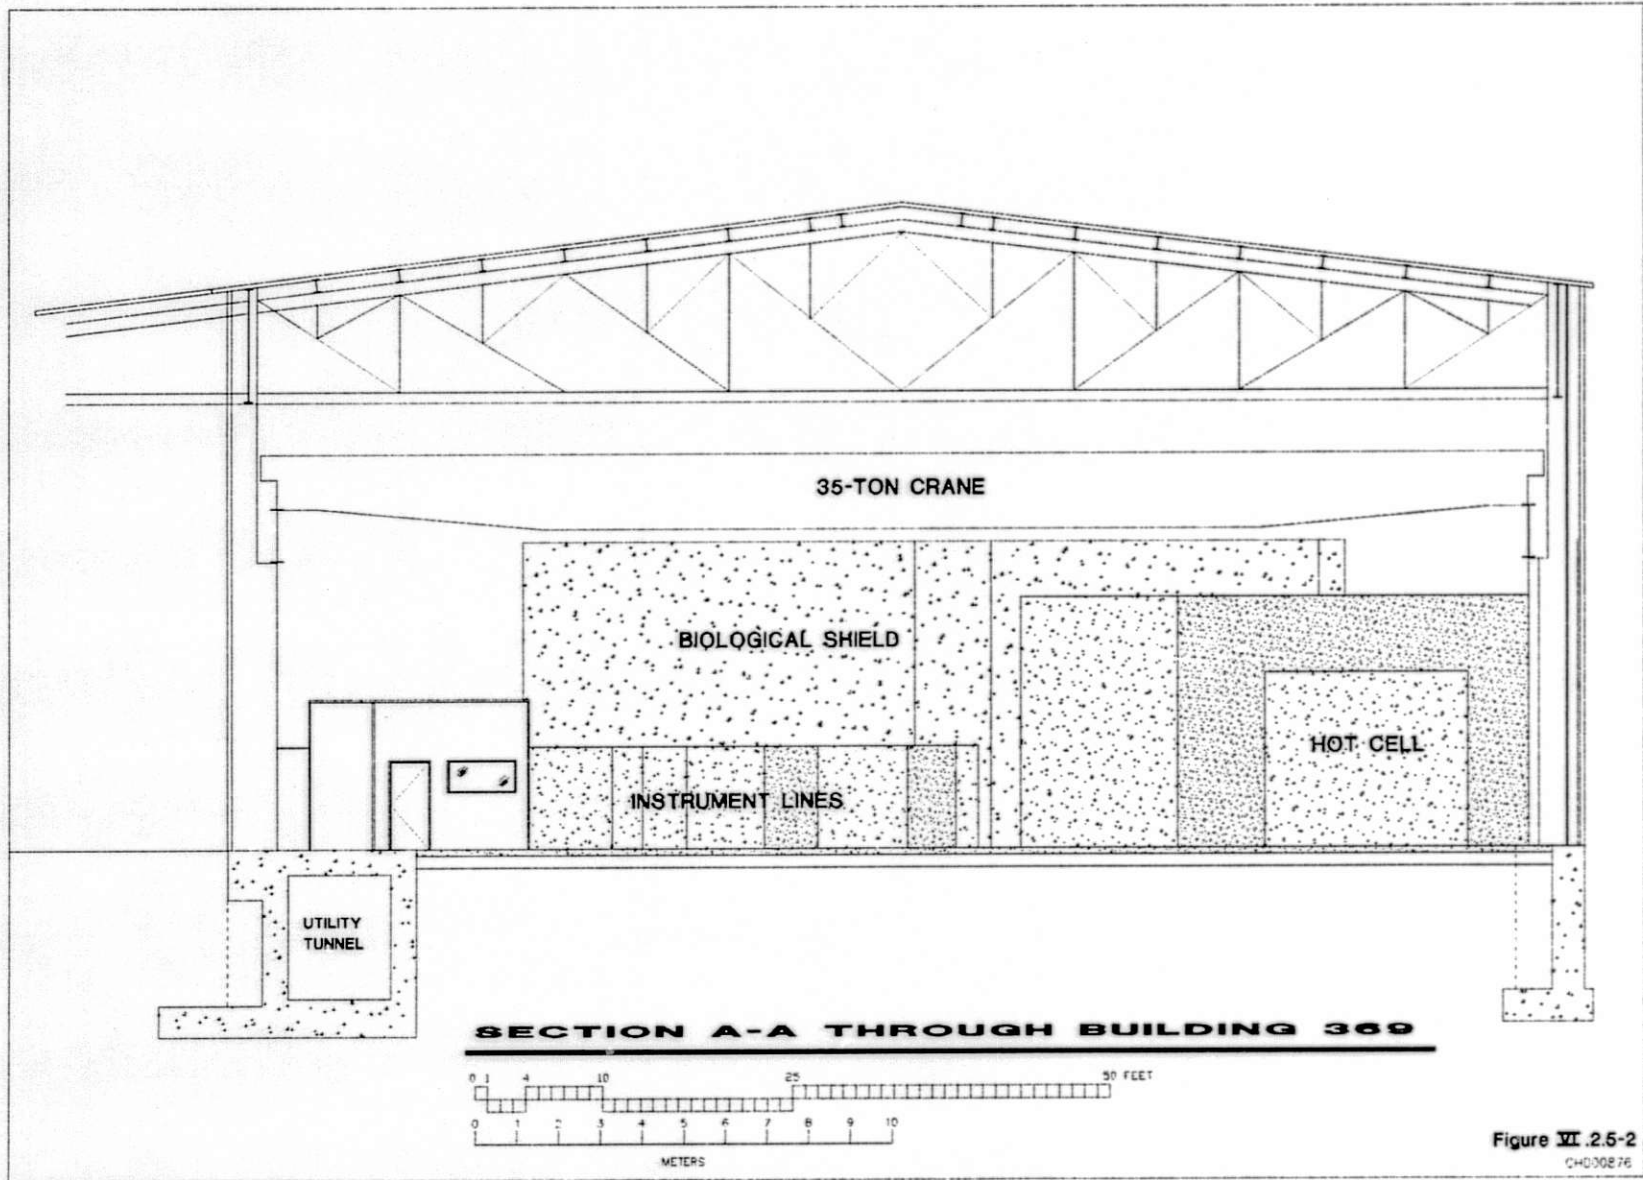 35-TON CRANE
BIOLOGICAL SHIELD
HOT CELL
INSTRUMENT LINES
UTILITY
TUNNEL
SECTION A-A THROUGH BUILDING 369
0 1 4 10 25 50 FEET
0 1 2 3 4 5 6 7 8 9 10
METERS
Figure VI.2.5-2
CHD00876